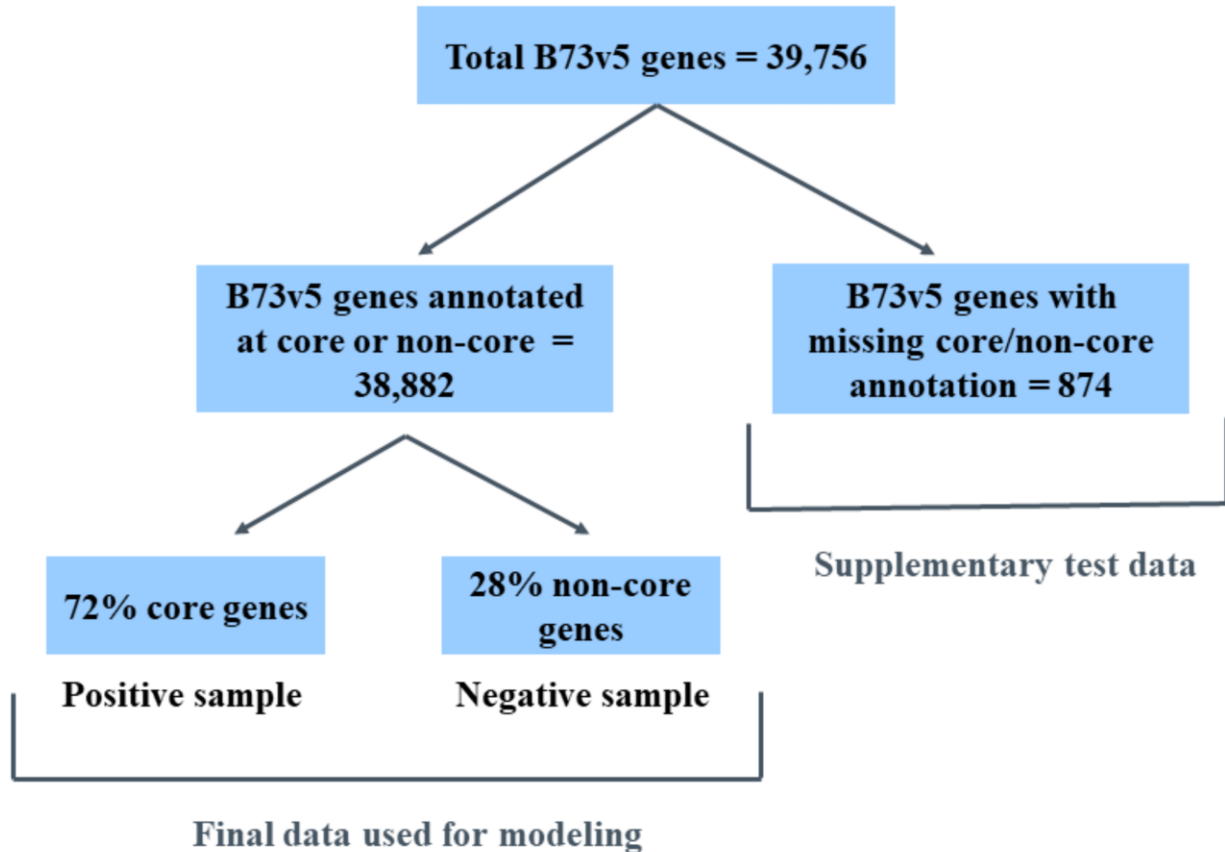 Total B73v5 genes = 39,756
B73v5 genes annotated
at core or non-core =
38,882
B73v5 genes with
missing core/non-core
annotation = 874
Supplementary test data
72% core genes
28% non-core
genes
Positive sample
Negative sample
Final data used for modeling